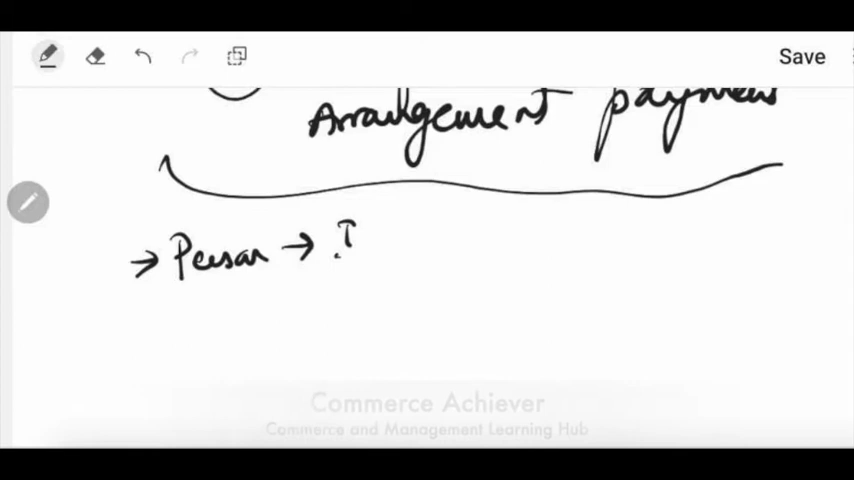 Save
Arrangement payment
→ Person → I
Commerce Achiever
Commerce and Management Learning Hub